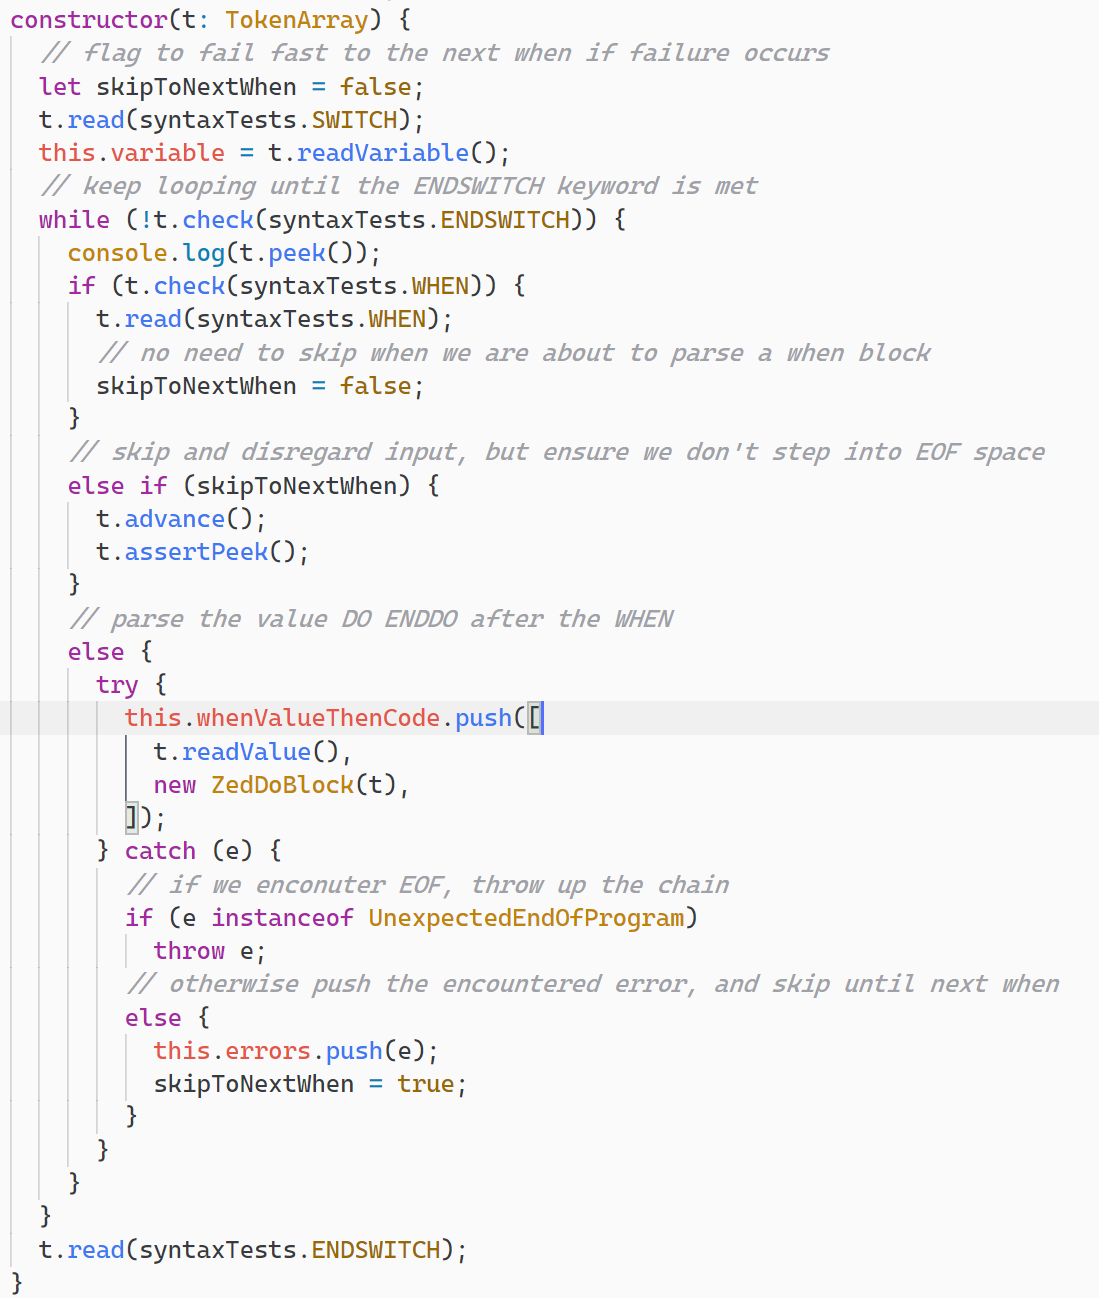 constructor(t: TokenArray) {
  // flag to fail fast to the next when if failure occurs
  let skipToNextWhen = false;
  t.read(syntaxTests.SWITCH);
  this.variable = t.readVariable();
  // keep looping until the ENDSWITCH keyword is met
  while (!t.check(syntaxTests.ENDSWITCH)) {
    console.log(t.peek());
    if (t.check(syntaxTests.WHEN)) {
      t.read(syntaxTests.WHEN);
      // no need to skip when we are about to parse a when block
      skipToNextWhen = false;
    }
    // skip and disregard input, but ensure we don't step into EOF space
    else if (skipToNextWhen) {
      t.advance();
      t.assertPeek();
    }
    // parse the value DO ENDDO after the WHEN
    else {
      try {
        this.whenValueThenCode.push([
          t.readValue(),
          new ZedDoBlock(t),
        ]);
      } catch (e) {
        // if we enconuter EOF, throw up the chain
        if (e instanceof UnexpectedEndOfProgram)
          throw e;
        // otherwise push the encountered error, and skip until next when
        else {
          this.errors.push(e);
          skipToNextWhen = true;
        }
      }
    }
  }
  t.read(syntaxTests.ENDSWITCH);
}